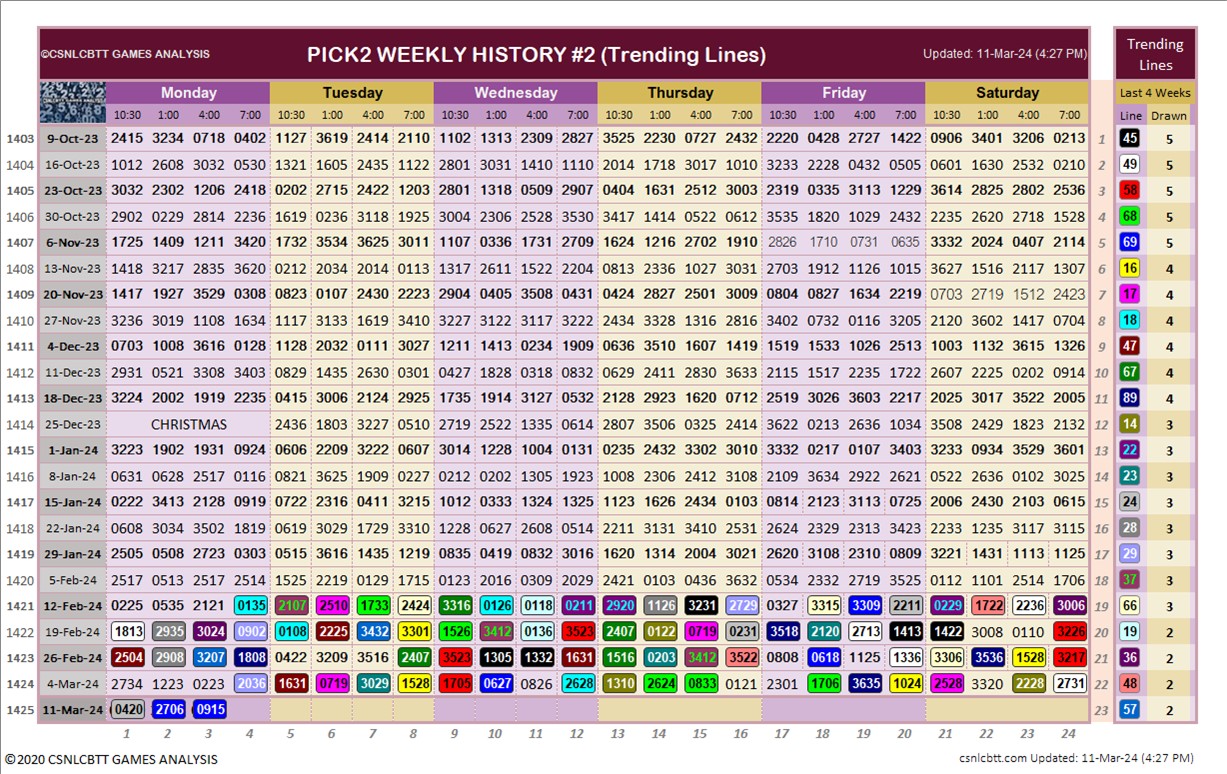 ©CSNLCBTT GAMES ANALYSIS PICK2 WEEKLY HISTORY #2 (Trending Lines) Updated: 11-Mar-24 (4:27 PM) Trending Lines
Monday Tuesday Wednesday Thursday Friday Saturday Last 4 Weeks
10:30 1:00 4:00 7:00 10:30 1:00 4:00 7:00 10:30 1:00 4:00 7:00 10:30 1:00 4:00 7:00 10:30 1:00 4:00 7:00 10:30 1:00 4:00 7:00 Line Drawn
1403 9-Oct-23 2415 3234 0718 0402 1127 3619 2414 2110 1102 1313 2309 2827 3525 2230 0727 2432 2220 0428 2727 1422 0906 3401 3206 0213 1 45 5
1404 16-Oct-23 1012 2608 3032 0530 1321 1605 2435 1122 2801 3031 1410 1110 2014 1718 3017 1010 3233 2228 0432 0505 0601 1630 2532 0210 2 49 5
1405 23-Oct-23 3032 2302 1206 2418 0202 2715 2422 1203 2801 1318 0509 2907 0404 1631 2512 3003 2319 0335 3113 1229 3614 2825 2802 2536 3 58 5
1406 30-Oct-23 2902 0229 2814 2236 1619 0236 3118 1925 3004 2306 2528 3530 3417 1414 0522 0612 3535 1820 1029 2432 2235 2620 2718 1528 4 68 5
1407 6-Nov-23 1725 1409 1211 3420 1732 3534 3625 3011 1107 0336 1731 2709 1624 1216 2702 1910 2826 1710 0731 0635 3332 2024 0407 2114 5 69 5
1408 13-Nov-23 1418 3217 2835 3620 0212 2034 2014 0113 1317 2611 1522 2204 0813 2336 1027 3031 2703 1912 1126 1015 3627 1516 2117 1307 6 16 4
1409 20-Nov-23 1417 1927 3529 0308 0823 0107 2430 2223 2904 0405 3508 0431 0424 2827 2101 3009 0804 0827 1634 2219 0703 2719 1512 2423 7 17 4
1410 27-Nov-23 3236 3019 1108 1634 1117 3133 1619 3410 3227 3122 3117 3222 2434 3328 1316 2816 3402 0732 0116 3205 2120 3602 1417 0704 8 18 4
1411 4-Dec-23 0703 1008 3616 0128 1128 2032 0111 3027 1211 1413 0234 1909 0636 3510 1607 1419 1519 1533 1026 2513 1003 1132 3615 1326 9 47 4
1412 11-Dec-23 2931 0521 3308 3403 0829 1435 2630 0301 0427 1828 0318 0832 0629 2411 2830 3633 2115 1517 2235 1722 2607 2225 0202 0914 10 67 4
1413 18-Dec-23 3224 2002 1919 2235 0415 3006 2124 2925 1735 1914 3127 0532 2128 2923 1620 0712 2519 3026 3603 2217 2025 3017 3522 2005 11 89 4
1414 25-Dec-23 CHRISTMAS 2436 1803 3227 0510 2719 2522 1335 0614 2807 3506 0325 2414 3622 0213 2636 1034 3508 2429 1823 2132 12 14 3
1415 1-Jan-24 3223 1902 1931 0924 0606 2209 3222 0607 3014 1228 1004 0131 0235 2432 3302 3010 3332 0217 0107 3403 3233 0934 3529 3601 13 22 3
1416 8-Jan-24 0631 0628 2517 0116 0821 3625 1909 0227 0212 0202 1305 1923 1008 2306 2412 3108 2109 3634 2922 2621 0522 2636 0102 3025 14 23 3
1417 15-Jan-24 0222 3413 2128 0919 0722 2316 0411 3215 1012 0333 1324 1325 1123 1626 2434 0103 0814 2123 3113 0725 2006 2430 2103 0615 15 24 3
1418 22-Jan-24 0608 3034 3502 1819 0619 3029 1729 3310 1228 0627 2608 0514 2211 3131 3410 2531 2624 2329 2313 3423 2233 1235 3117 3115 16 28 3
1419 29-Jan-24 2505 0508 2723 0303 0515 3616 1435 1219 0835 0419 0832 3016 1620 1314 2004 3021 2620 3108 2310 0809 3221 1431 1113 1125 17 29 3
1420 5-Feb-24 2517 0513 2517 2514 1525 2219 0129 1715 0123 2016 0309 2029 2421 0103 0436 3632 0534 2332 2719 3525 0112 1101 2514 1706 18 37 3
1421 12-Feb-24 0225 0535 2121 0135 2107 2510 1733 2424 3316 0126 0118 0211 2920 1126 3231 2729 0327 3315 3309 2211 0229 1722 2236 3006 19 66 3
1422 19-Feb-24 1813 2935 3024 0902 0108 2225 3432 3301 1526 3412 0136 3523 2407 0122 0719 0231 3518 2120 2713 1413 1422 3008 0110 3226 20 19 2
1423 26-Feb-24 2504 2908 3207 1808 0422 3209 3516 2407 3523 1305 1332 1631 1516 0203 3412 3522 0808 0618 1125 1336 3306 3536 1528 3217 21 36 2
1424 4-Mar-24 2734 1223 0223 2036 1631 0719 3029 1528 1705 0627 0826 2628 1310 2624 0833 0121 2301 1706 3635 1024 2528 3320 2228 2731 22 48 2
1425 11-Mar-24 0420 2706 0915 23 57 2
1 2 3 4 5 6 7 8 9 10 11 12 13 14 15 16 17 18 19 20 21 22 23 24
©2020 CSNLCBTT GAMES ANALYSIS csnlcbtt.com Updated: 11-Mar-24 (4:27 PM)